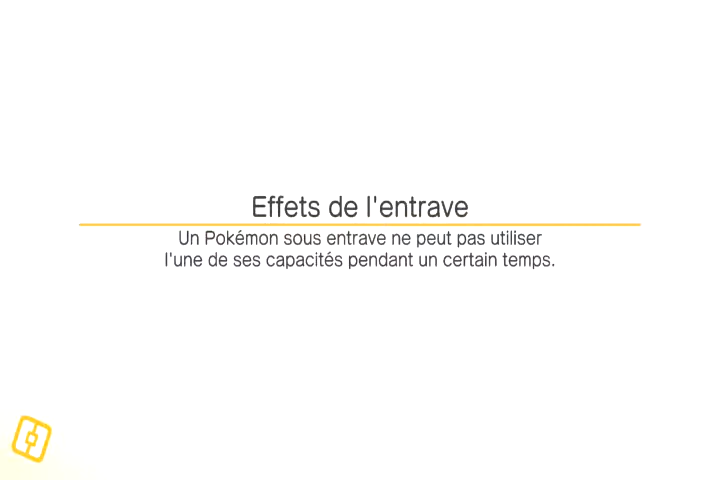 Effets de l'entrave
Un Pokémon sous entrave ne peut pas utiliser
l'une de ses capacités pendant un certain temps.